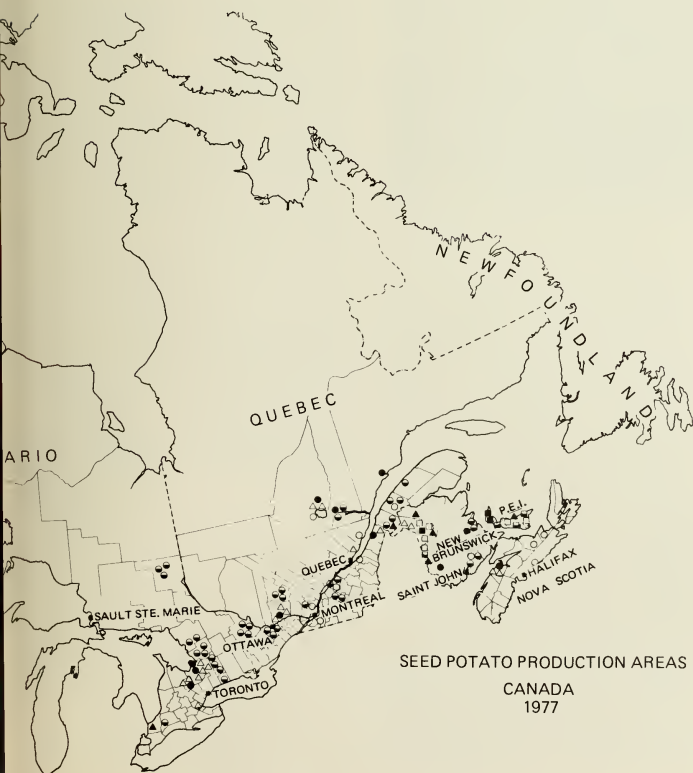 NEWFOUNDLAND
QUEBEC
ARIO
P.E.I.
NEW
BRUNSWICK
QUEBEC
HALIFAX
SAINT JOHN
NOVA SCOTIA
MONTREAL
SAULT STE. MARIE
OTTAWA
TORONTO
SEED POTATO PRODUCTION AREAS
CANADA
1977